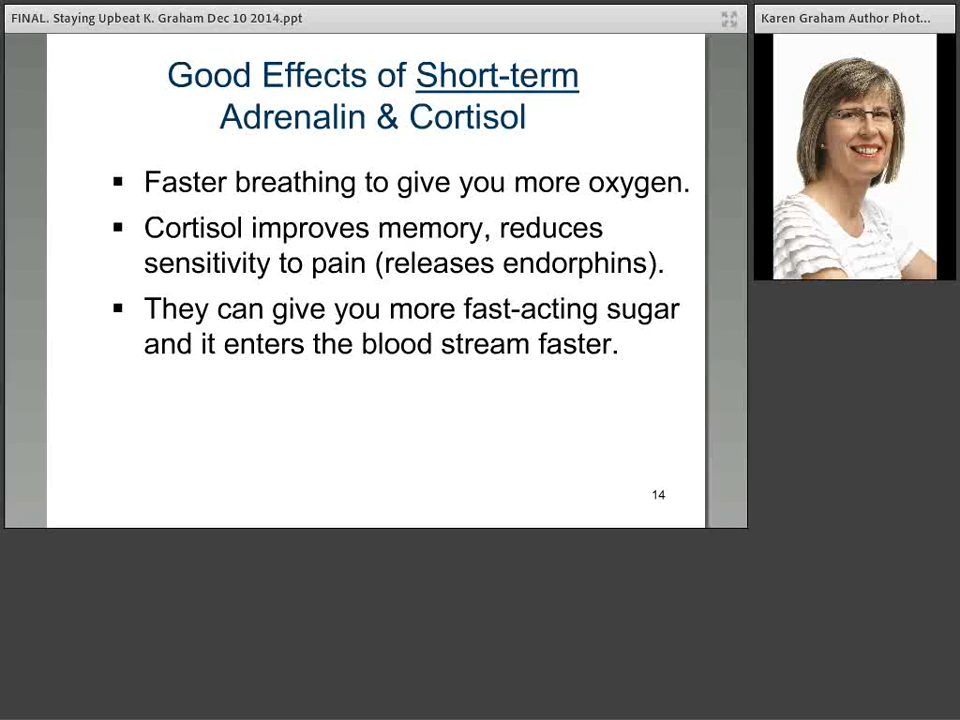 FINAL. Staying Upbeat K. Graham Dec 10 2014.ppt
Karen Graham Author Phot...
Good Effects of Short-term
Adrenalin & Cortisol
▪ Faster breathing to give you more oxygen.
▪ Cortisol improves memory, reduces
sensitivity to pain (releases endorphins).
▪ They can give you more fast-acting sugar
and it enters the blood stream faster.
14